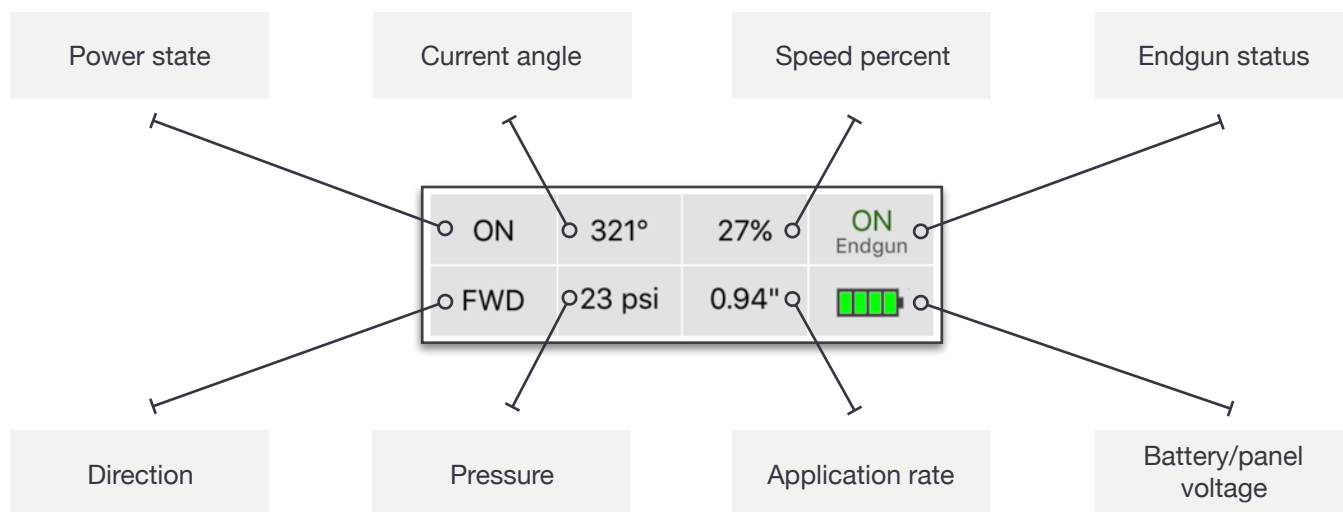 Power state
Current angle
Speed percent
Endgun status
ON
321°
27%
ON
Endgun
FWD
23 psi
0.94"
Direction
Pressure
Application rate
Battery/panel
voltage